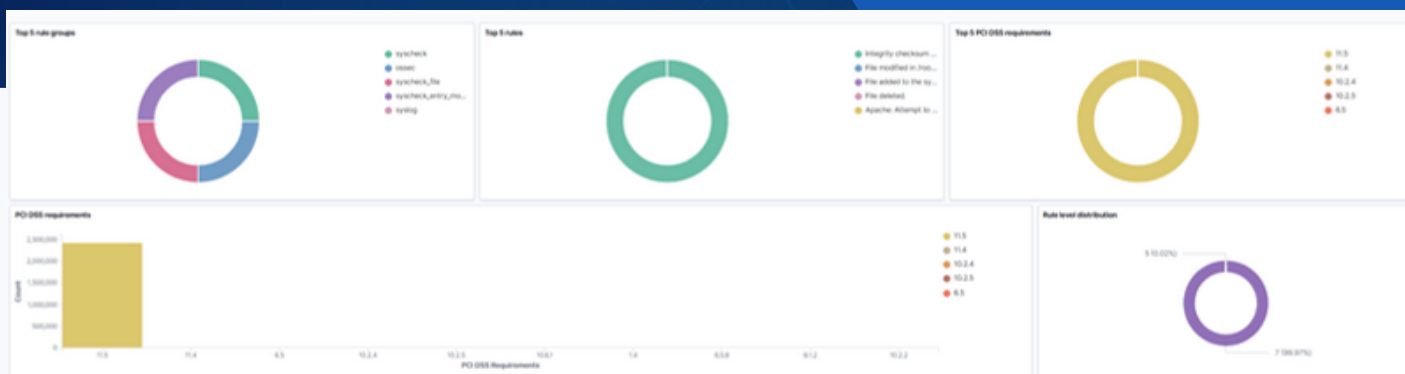 Top 5 rule groups
syscheck
ossec
syscheck_file
syscheck_entry_mo...
syslog
Top 5 rules
Integrity checksum ...
File modified in /roo...
File added to the sy...
File deleted.
Apache: Attempt to ...
Top 5 PCI DSS requirements
11.5
11.4
10.2.4
10.2.5
6.5
PCI DSS requirements
2,500,000
2,000,000
1,500,000
1,000,000
500,000
0
Count
11.5
11.4
6.5
10.2.4
10.2.5
10.6.1
1.4
6.5.8
8.1.2
10.2.2
PCI DSS Requirements
11.5
11.4
10.2.4
10.2.5
6.5
Rule level distribution
5 (0.02%)
7 (99.97%)